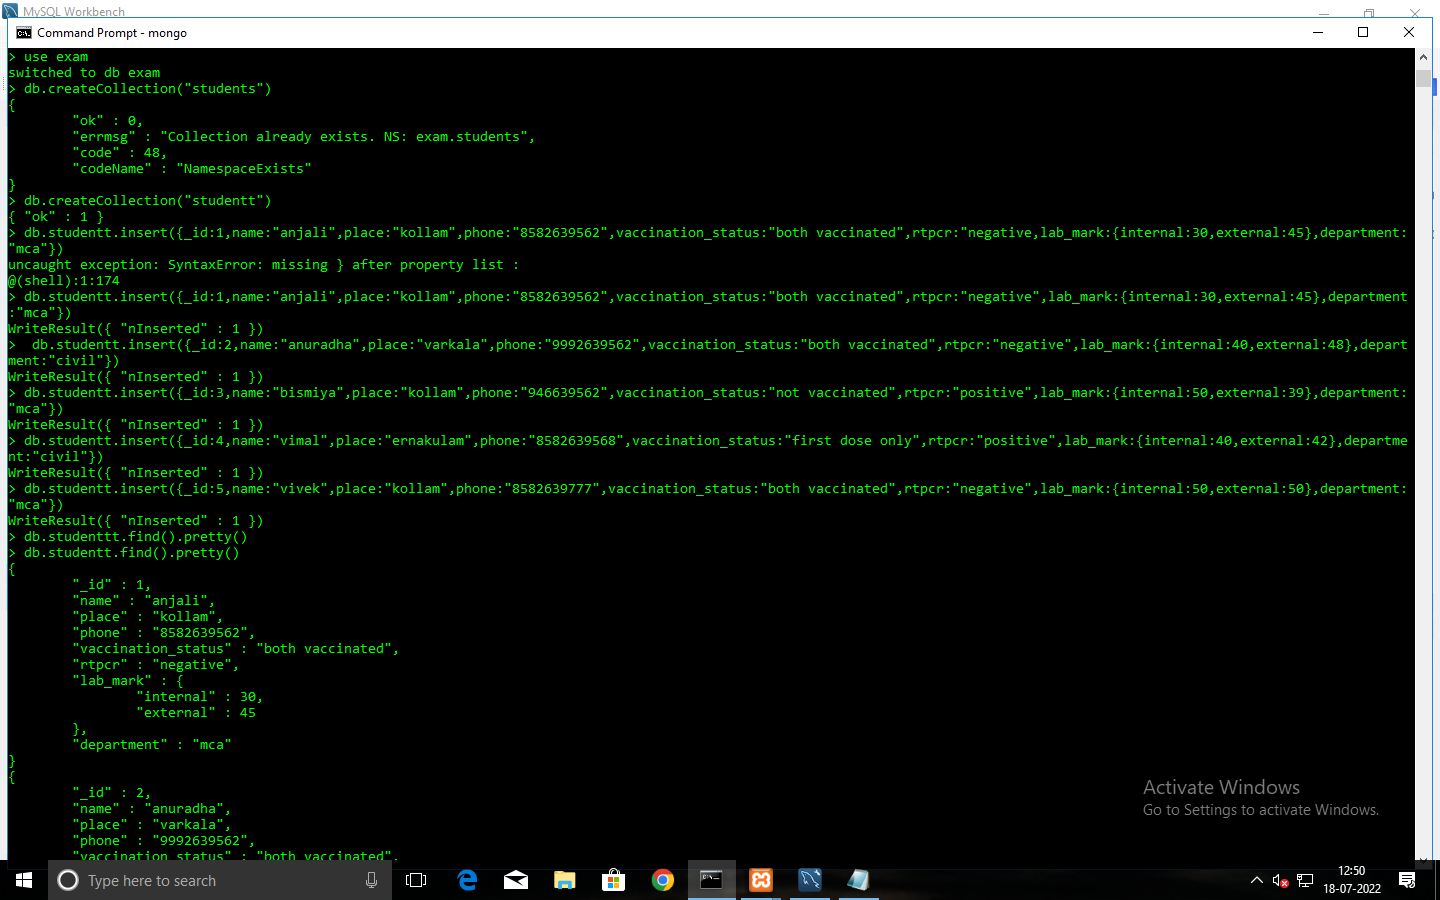 MySQL Workbench
Command Prompt - mongo
> use exam
switched to db exam
> db.createCollection("students")
{
"ok" : 0,
"errmsg" : "Collection already exists. NS: exam.students",
"code" : 48,
"codeName" : "NamespaceExists"
}
> db.createCollection("studentt")
{ "ok" : 1 }
> db.studentt.insert({_id:1,name:"anjali",place:"kollam",phone:"8582639562",vaccination_status:"both vaccinated",rtpcr:"negative,lab_mark:{internal:30,external:45},department:
"mca"})
uncaught exception: SyntaxError: missing } after property list :
@(shell):1:174
> db.studentt.insert({_id:1,name:"anjali",place:"kollam",phone:"8582639562",vaccination_status:"both vaccinated",rtpcr:"negative",lab_mark:{internal:30,external:45},department
:"mca"})
WriteResult({ "nInserted" : 1 })
>  db.studentt.insert({_id:2,name:"anuradha",place:"varkala",phone:"9992639562",vaccination_status:"both vaccinated",rtpcr:"negative",lab_mark:{internal:40,external:48},depart
ment:"civil"})
WriteResult({ "nInserted" : 1 })
> db.studentt.insert({_id:3,name:"bismiya",place:"kollam",phone:"946639562",vaccination_status:"not vaccinated",rtpcr:"positive",lab_mark:{internal:50,external:39},department:
"mca"})
WriteResult({ "nInserted" : 1 })
> db.studentt.insert({_id:4,name:"vimal",place:"ernakulam",phone:"8582639568",vaccination_status:"first dose only",rtpcr:"positive",lab_mark:{internal:40,external:42},departme
nt:"civil"})
WriteResult({ "nInserted" : 1 })
> db.studentt.insert({_id:5,name:"vivek",place:"kollam",phone:"8582639777",vaccination_status:"both vaccinated",rtpcr:"negative",lab_mark:{internal:50,external:50},department:
"mca"})
WriteResult({ "nInserted" : 1 })
> db.studenttt.find().pretty()
> db.studentt.find().pretty()
{
"_id" : 1,
"name" : "anjali",
"place" : "kollam",
"phone" : "8582639562",
"vaccination_status" : "both vaccinated",
"rtpcr" : "negative",
"lab_mark" : {
"internal" : 30,
"external" : 45
},
"department" : "mca"
}
{
"_id" : 2,
"name" : "anuradha",
"place" : "varkala",
"phone" : "9992639562",
"vaccination_status" : "both vaccinated",
Activate Windows
Go to Settings to activate Windows.
Type here to search
12:50
18-07-2022